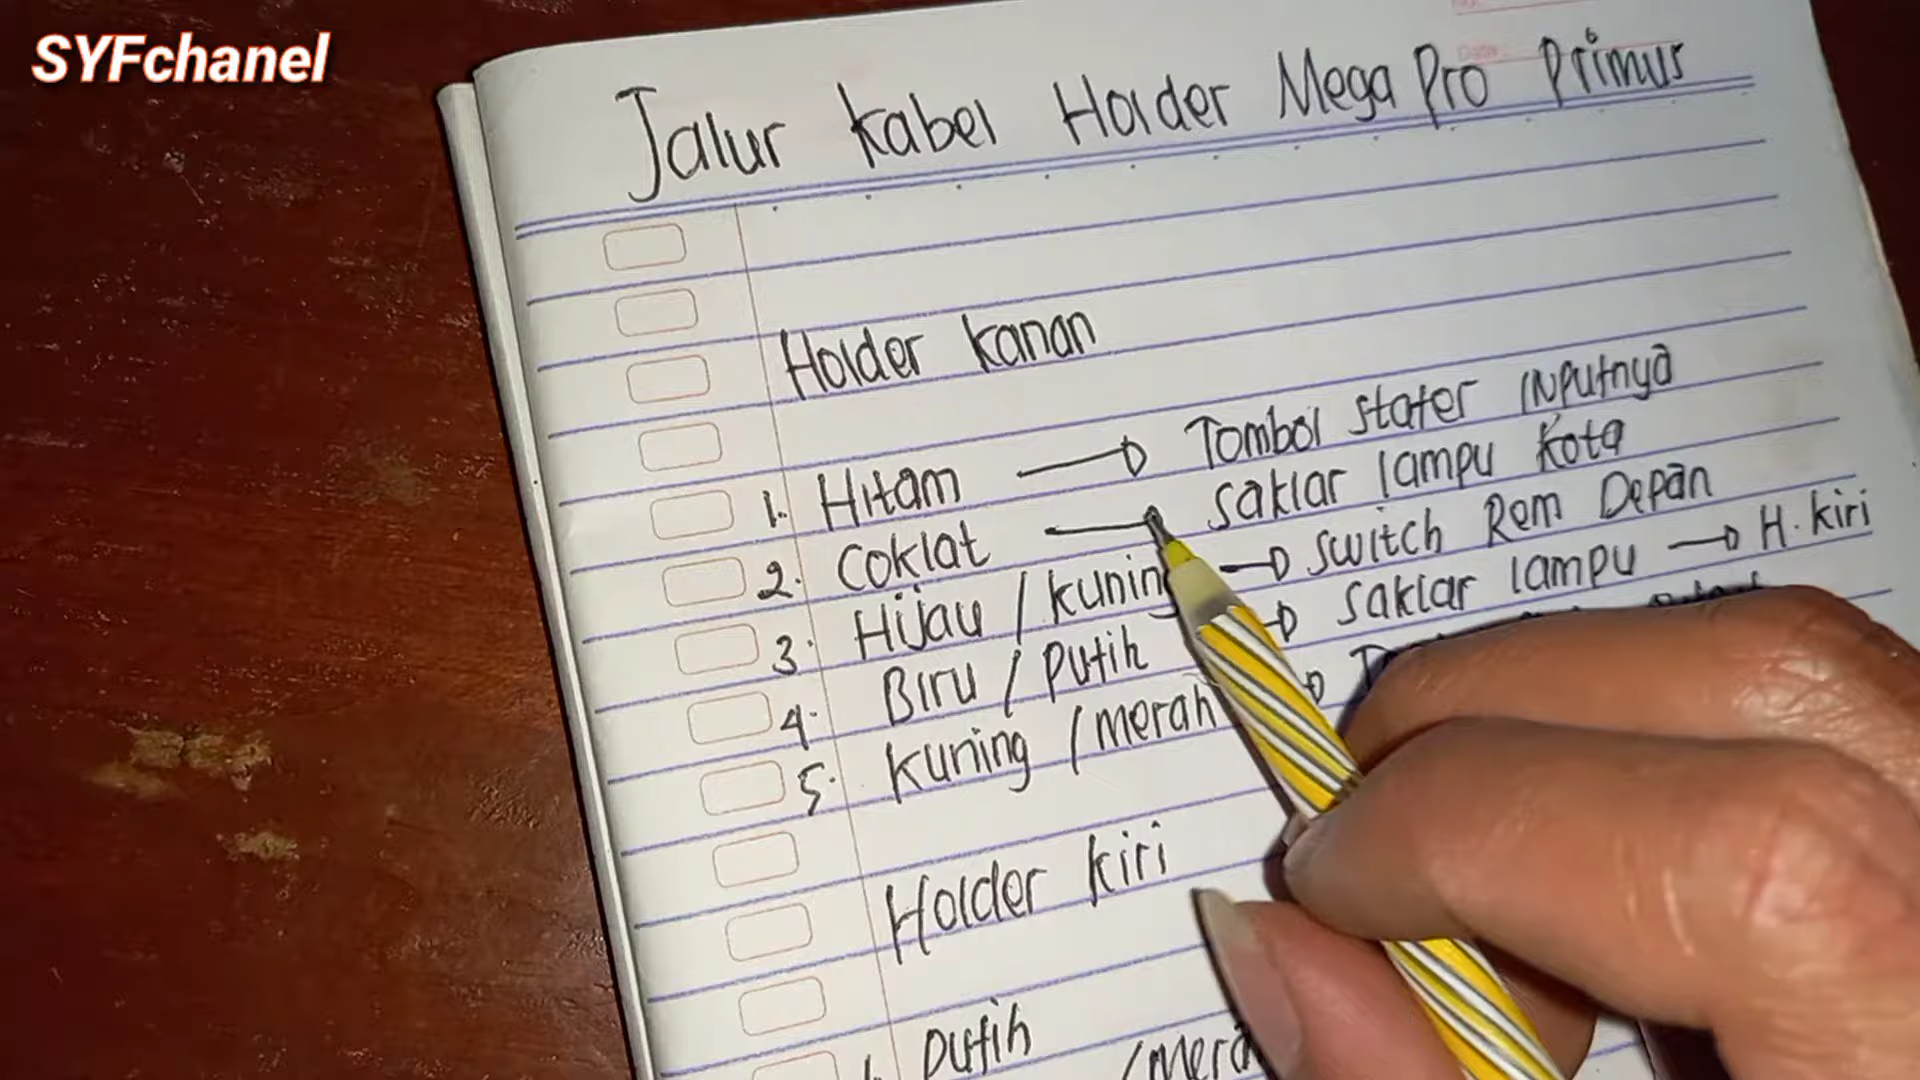 SYFchanel
Jalur Kabel Holder Mega Pro Primus
Holder Kanan
1. Hitam → Tombol Stater INputnya
2. Coklat → Saklar lampu Kota
3. Hijau / Kuning → Switch Rem Depan
4. Biru / Putih → Saklar lampu → H. Kiri
5. Kuning / Merah →
Holder Kiri
1. Putih